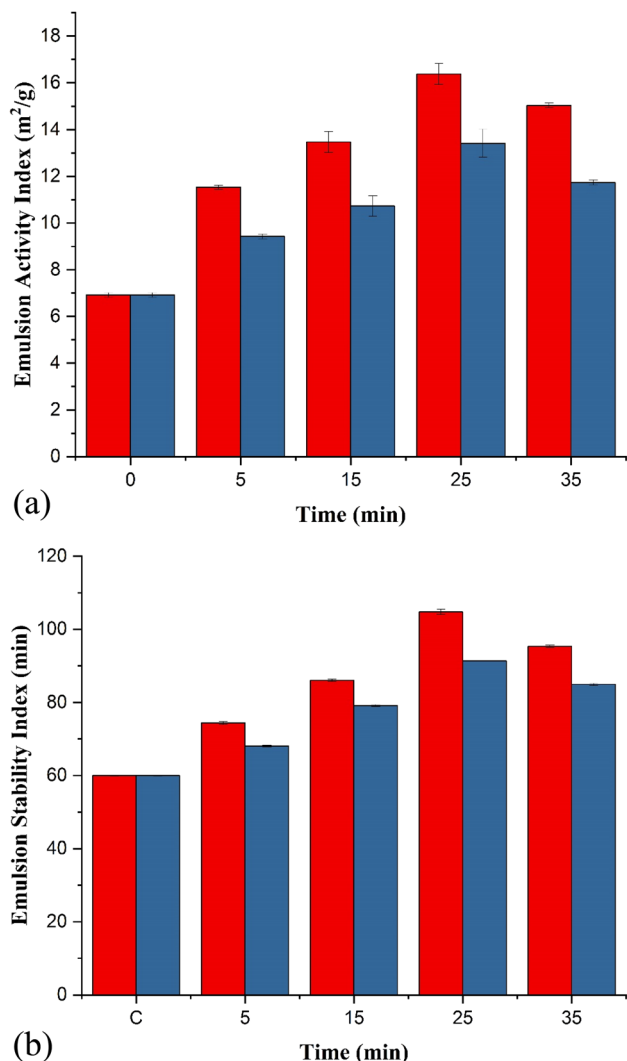 18
16
14
12
10
8
6
4
2
0
Emulsion Activity Index (m²/g)
0 5 15 25 35
Time (min)
(a)
120
100
80
60
40
20
0
Emulsion Stability Index (min)
C 5 15 25 35
Time (min)
(b)